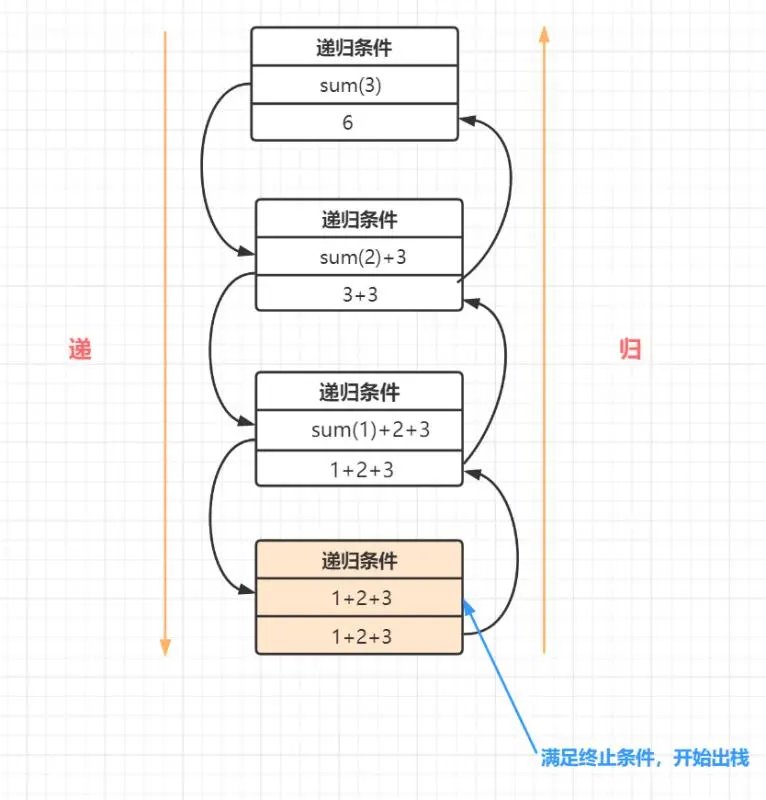 递归条件
sum(3)
6
递归条件
sum(2)+3
3+3
递
归
递归条件
sum(1)+2+3
1+2+3
递归条件
1+2+3
1+2+3
满足终止条件，开始出栈